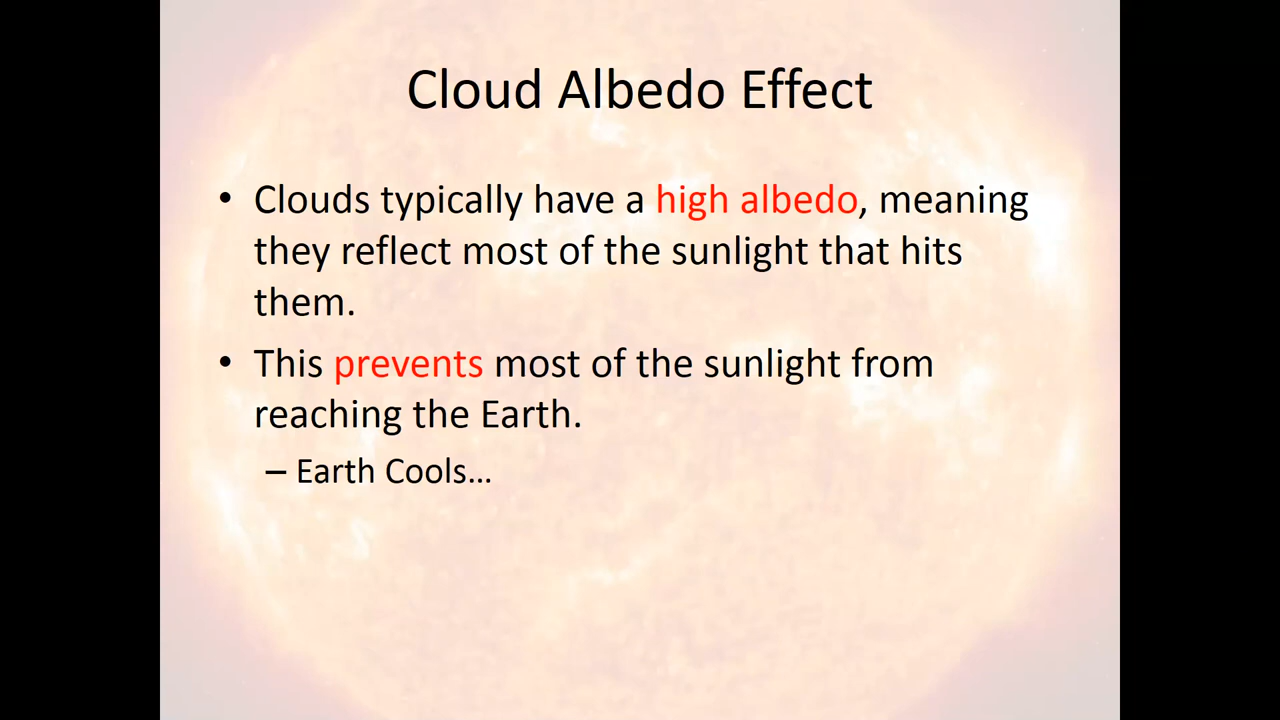 Cloud Albedo Effect
• Clouds typically have a high albedo, meaning
they reflect most of the sunlight that hits
them.
• This prevents most of the sunlight from
reaching the Earth.
– Earth Cools...